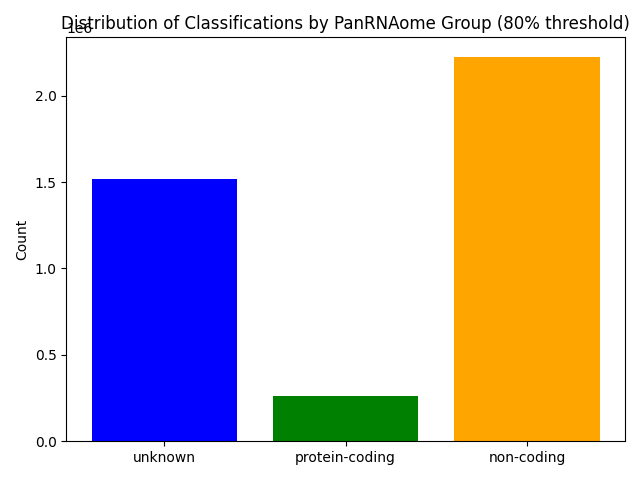 Distribution of Classifications by PanRNAome Group (80% threshold)
1e6
2.0
1.5
1.0
0.5
0.0
Count
unknown
protein-coding
non-coding